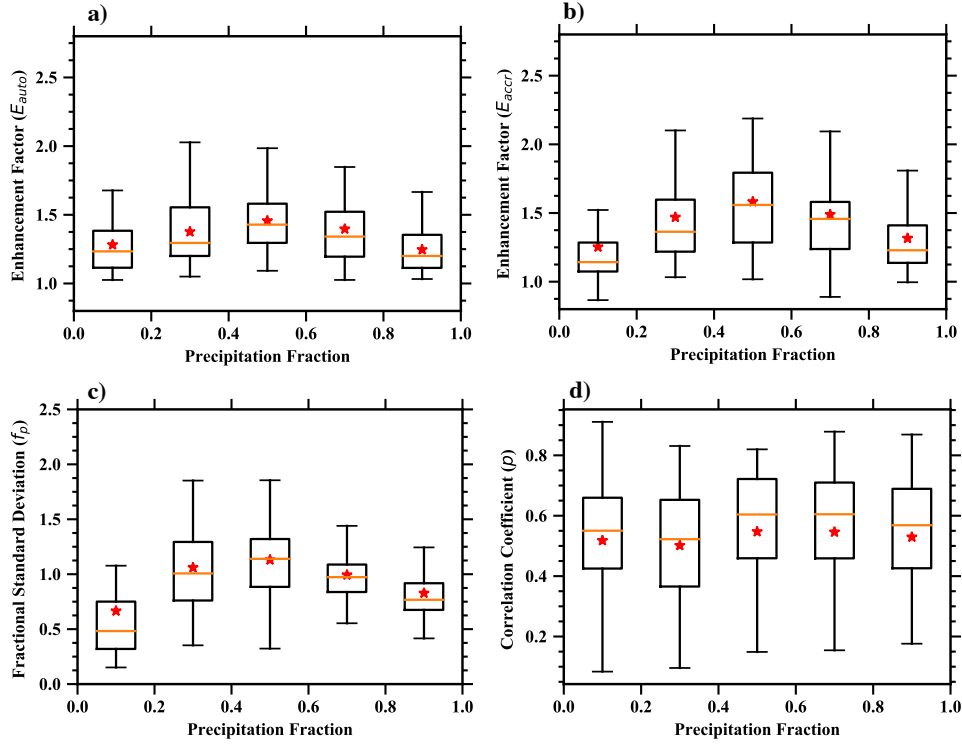 a)
Enhancement Factor (E_auto)
2.5
2.0
1.5
1.0
0.0 0.2 0.4 0.6 0.8 1.0
Precipitation Fraction
b)
Enhancement Factor (E_accr)
2.5
2.0
1.5
1.0
0.0 0.2 0.4 0.6 0.8 1.0
Precipitation Fraction
c)
Fractional Standard Deviation (f_p)
2.5
2.0
1.5
1.0
0.5
0.0
0.0 0.2 0.4 0.6 0.8 1.0
Precipitation Fraction
d)
Correlation Coefficient (p)
0.8
0.6
0.4
0.2
0.0 0.2 0.4 0.6 0.8 1.0
Precipitation Fraction